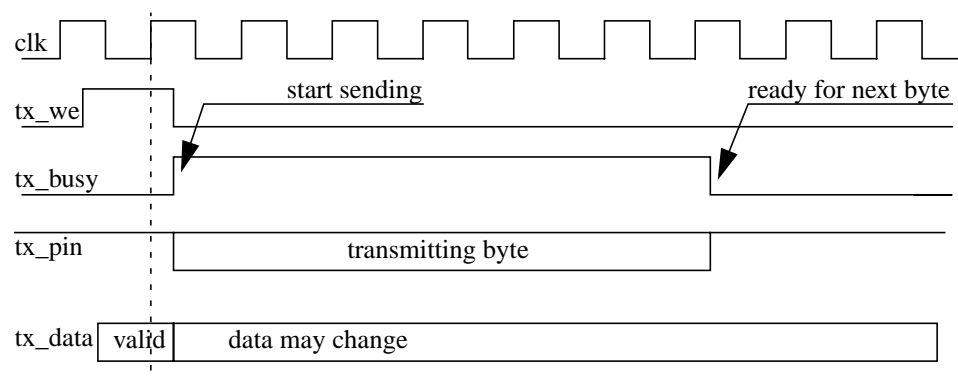 clk
tx_we
start sending
ready for next byte
tx_busy
tx_pin
transmitting byte
tx_data
valid
data may change